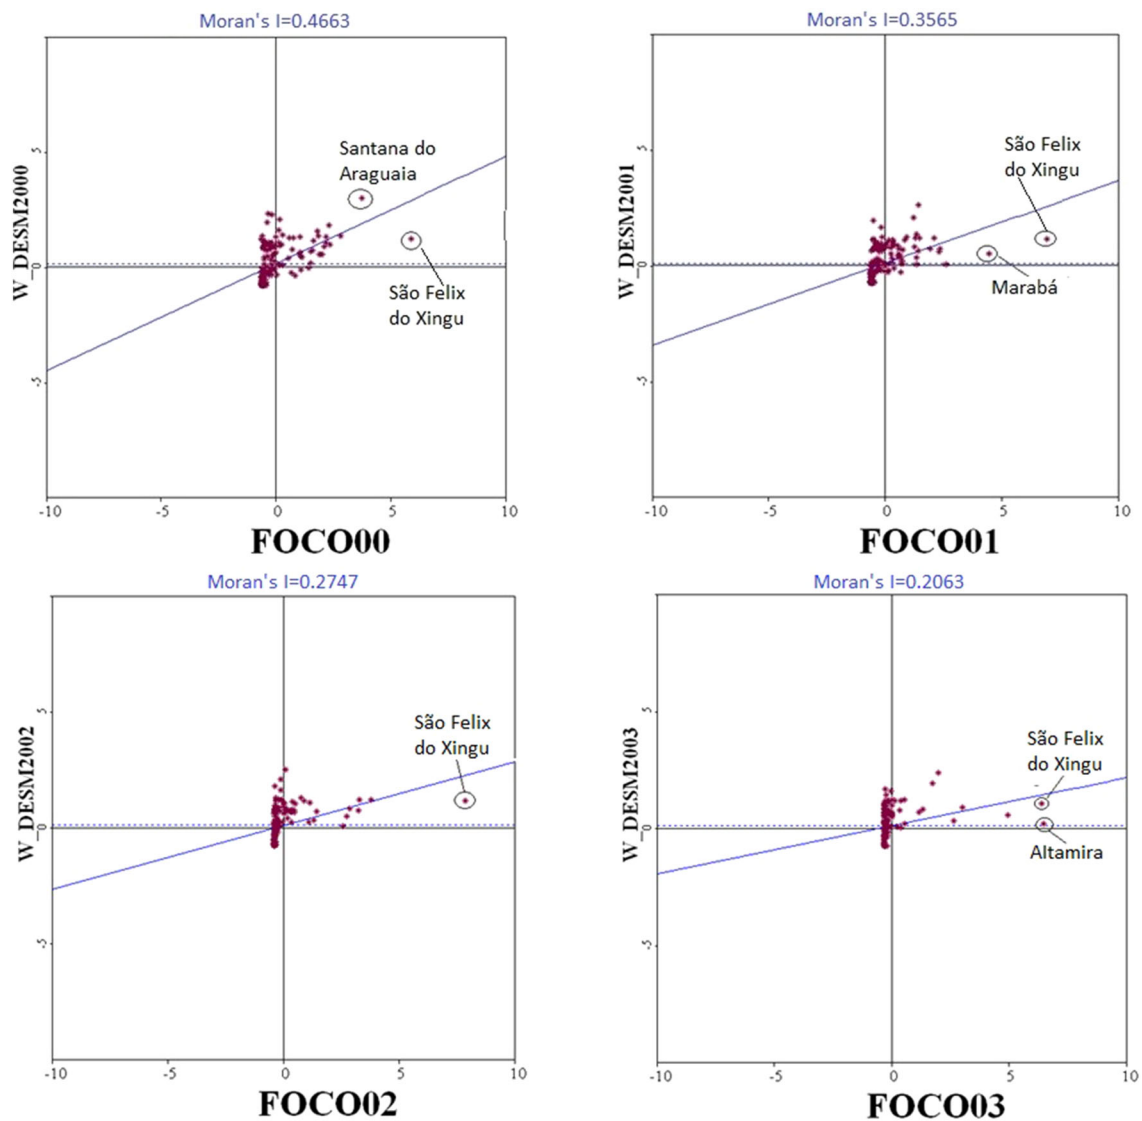 Moran's I=0.4663
5
0
-5
W_DESM2000
Santana do
Araguaia
São Felix
do Xingu
-10
-5
0
5
10
FOCO00
Moran's I=0.3565
5
0
-5
W_DESM2001
São Felix
do Xingu
Marabá
-10
-5
0
5
10
FOCO01
Moran's I=0.2747
5
0
-5
W_DESM2002
São Felix
do Xingu
-10
-5
0
5
10
FOCO02
Moran's I=0.2063
5
0
-5
W_DESM2003
São Felix
do Xingu
Altamira
-10
-5
0
5
10
FOCO03